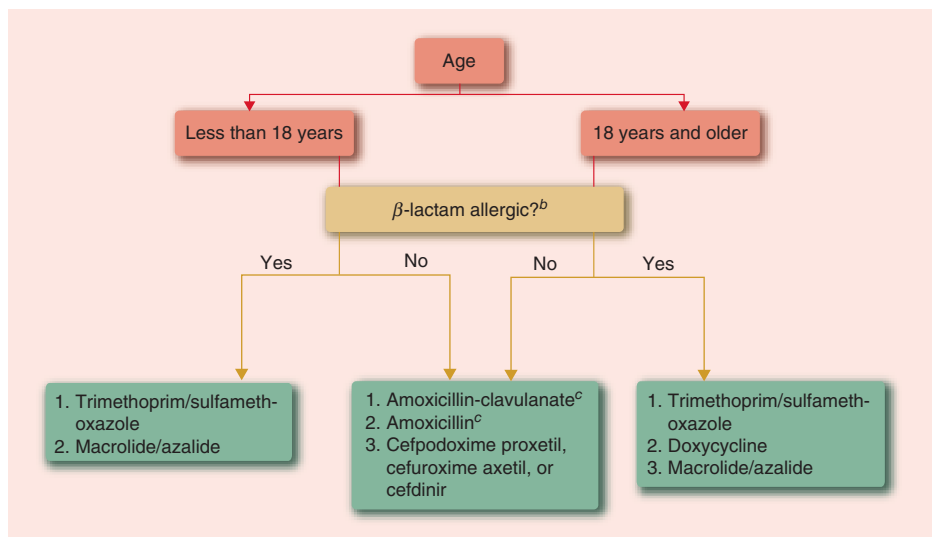 Age
Less than 18 years
18 years and older
β-lactam allergic?ᵇ
Yes
No
No
Yes
1. Trimethoprim/sulfameth-
oxazole
2. Macrolide/azalide
1. Amoxicillin-clavulanateᶜ
2. Amoxicillinᶜ
3. Cefpodoxime proxetil,
cefuroxime axetil, or
cefdinir
1. Trimethoprim/sulfameth-
oxazole
2. Doxycycline
3. Macrolide/azalide